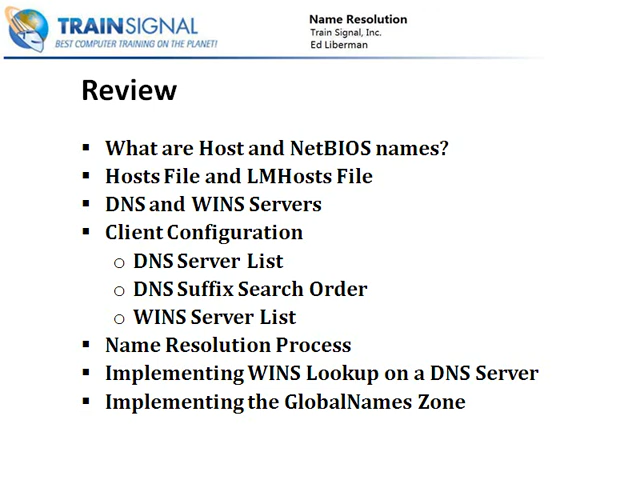 TRAINSIGNAL
BEST COMPUTER TRAINING ON THE PLANET!
Name Resolution
Train Signal, Inc.
Ed Liberman
Review
▪ What are Host and NetBIOS names?
▪ Hosts File and LMHosts File
▪ DNS and WINS Servers
▪ Client Configuration
o DNS Server List
o DNS Suffix Search Order
o WINS Server List
▪ Name Resolution Process
▪ Implementing WINS Lookup on a DNS Server
▪ Implementing the GlobalNames Zone